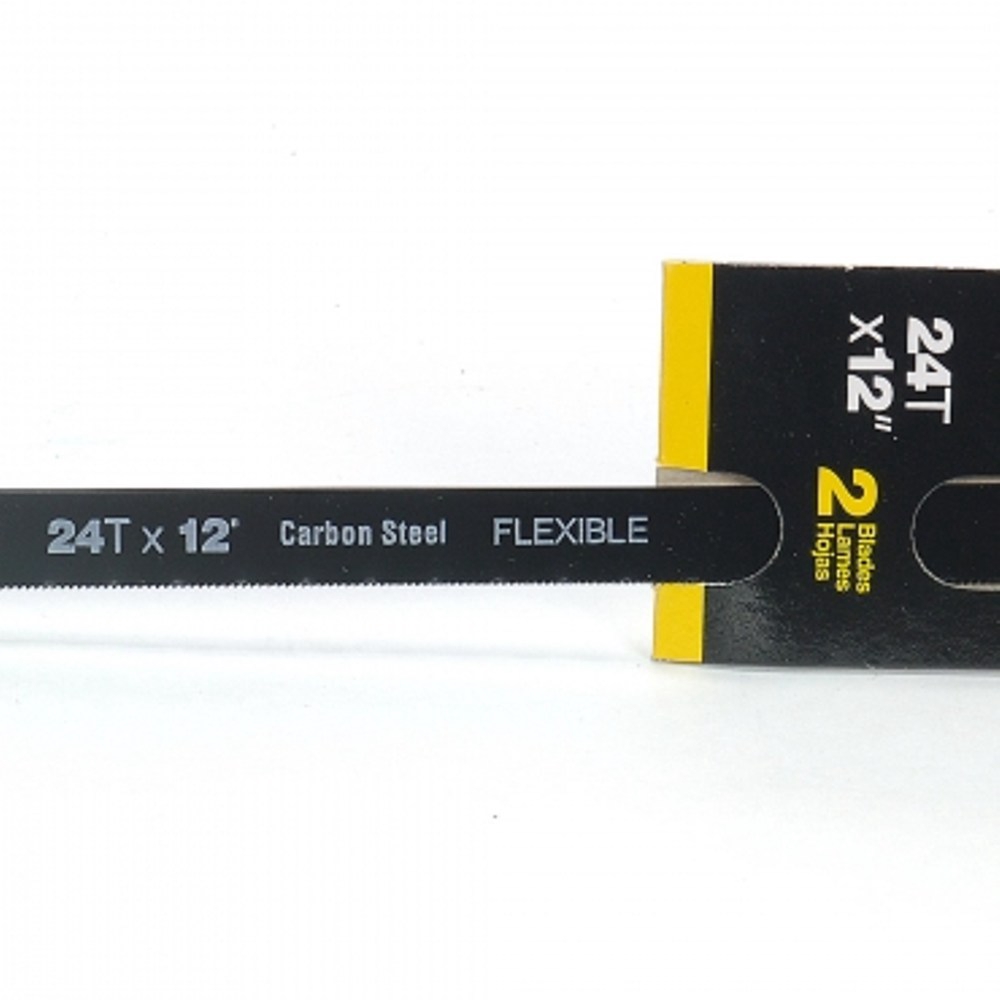 24T x 12" Carbon Steel FLEXIBLE
24T
x12"
2 Blades
Lames
Hojas